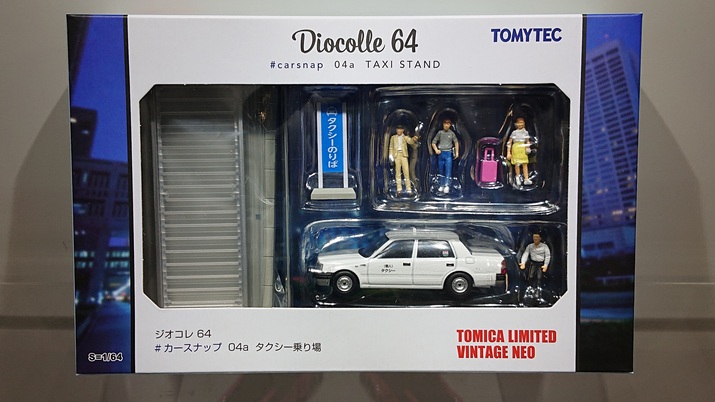 Diocolle 64
TOMYTEC
#carsnap 04a TAXI STAND
タクシーのりば
(個人)
タクシー
ジオコレ 64
#カースナップ 04a タクシー乗り場
S=1/64
TOMICA LIMITED
VINTAGE NEO